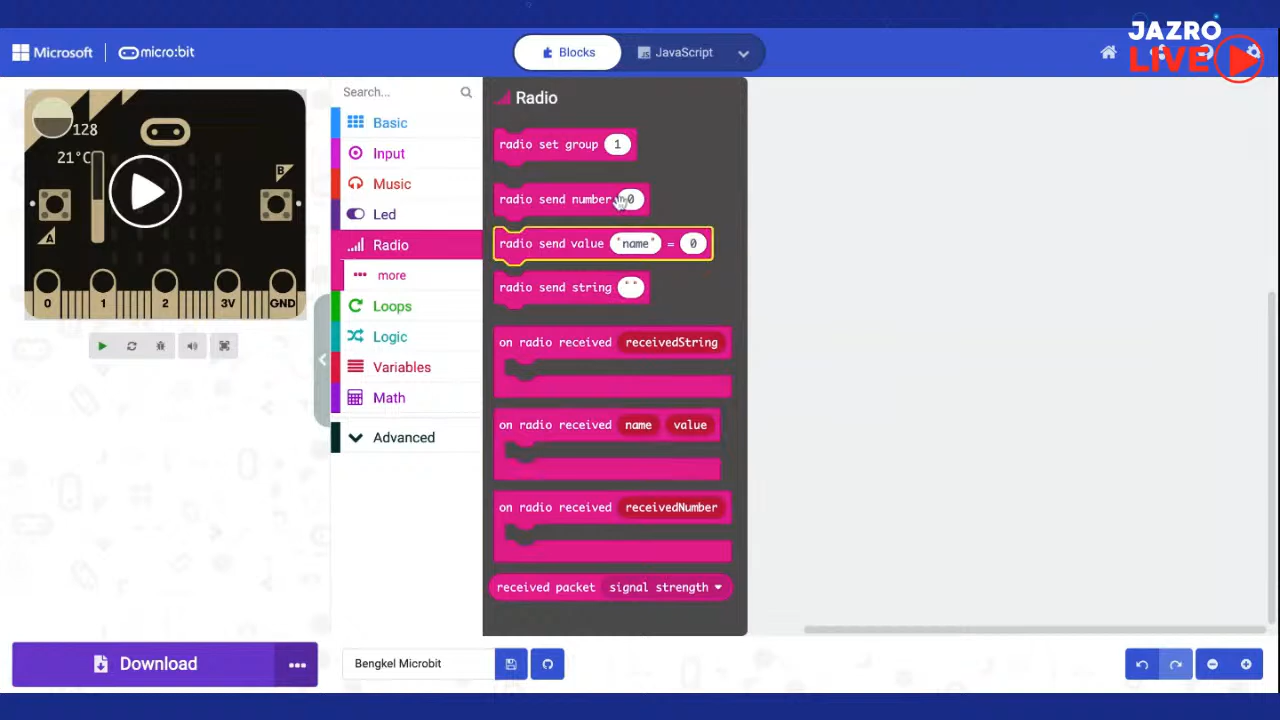 JAZRO
LIVE
Microsoft
micro:bit
Blocks
JavaScript
128
21°C
B
A
0
1
2
3V
GND
Search...
Basic
Input
Music
Led
Radio
more
Loops
Logic
Variables
Math
Advanced
Radio
radio set group 1
radio send number 0
radio send value "name" = 0
radio send string " "
on radio received receivedString
on radio received name value
on radio received receivedNumber
received packet signal strength
Download
Bengkel Microbit